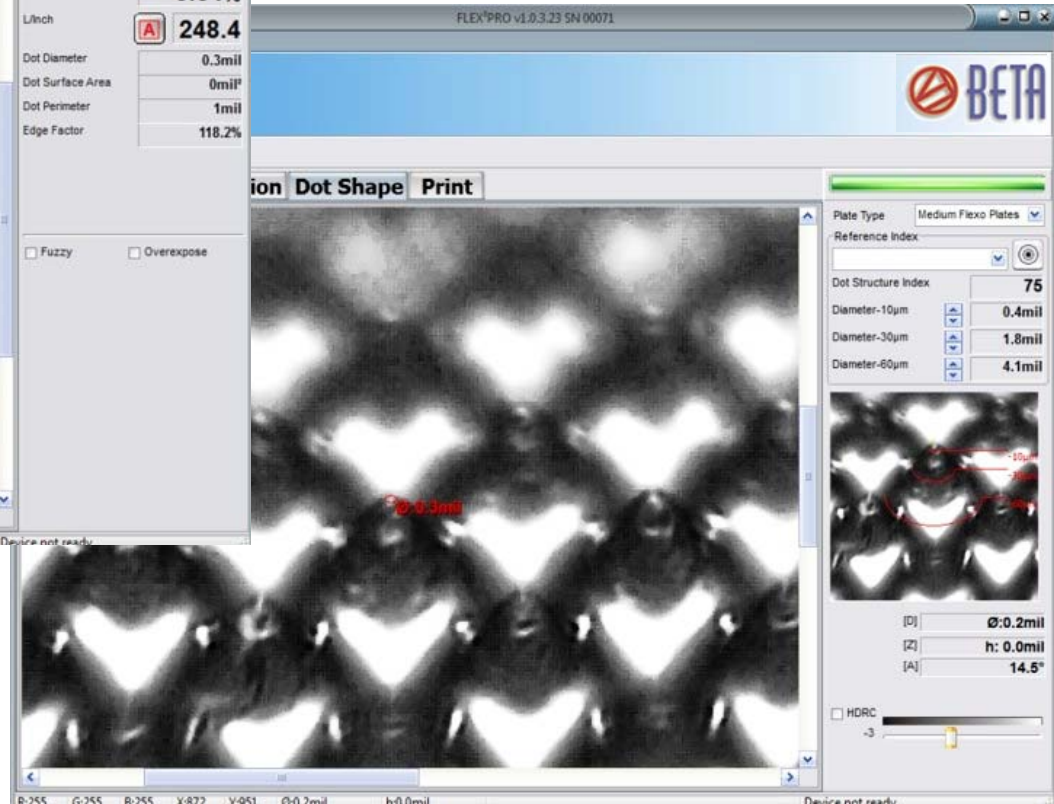 L/Inch
A 248.4
Dot Diameter 0.3mil
Dot Surface Area 0mil²
Dot Perimeter 1mil
Edge Factor 118.2%
Fuzzy Overexpose
Device not ready
FLEX³PRO v1.0.3.23 SN 00071
BETA
ion Dot Shape Print
Plate Type Medium Flexo Plates
Reference Index
Dot Structure Index 75
Diameter-10µm 0.4mil
Diameter-30µm 1.8mil
Diameter-60µm 4.1mil
Ø:0.3mil
-10µm
[D] Ø:0.2mil
[Z] h: 0.0mil
[A] 14.5°
HDRC
-3
R:255 G:255 B:255 X:872 Y:951 Ø:0.2mil h:0.0mil Device not ready